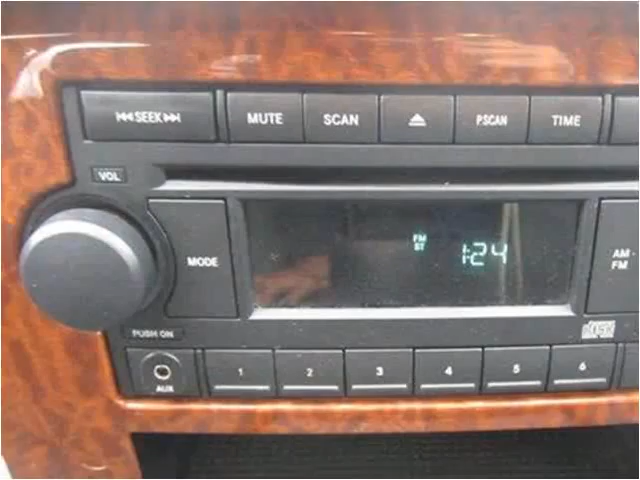 SEEK MUTE SCAN PSCAN TIME
VOL
FM
ST 1:24
MODE
AM-
FM
PUSH ON
AUX 1 2 3 4 5 6